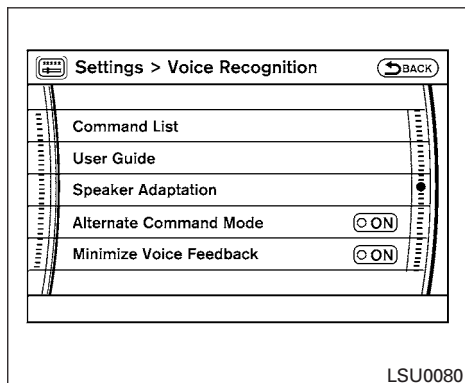 Settings > Voice Recognition
BACK
Command List
User Guide
Speaker Adaptation
Alternate Command Mode ON
Minimize Voice Feedback ON
LSU0080